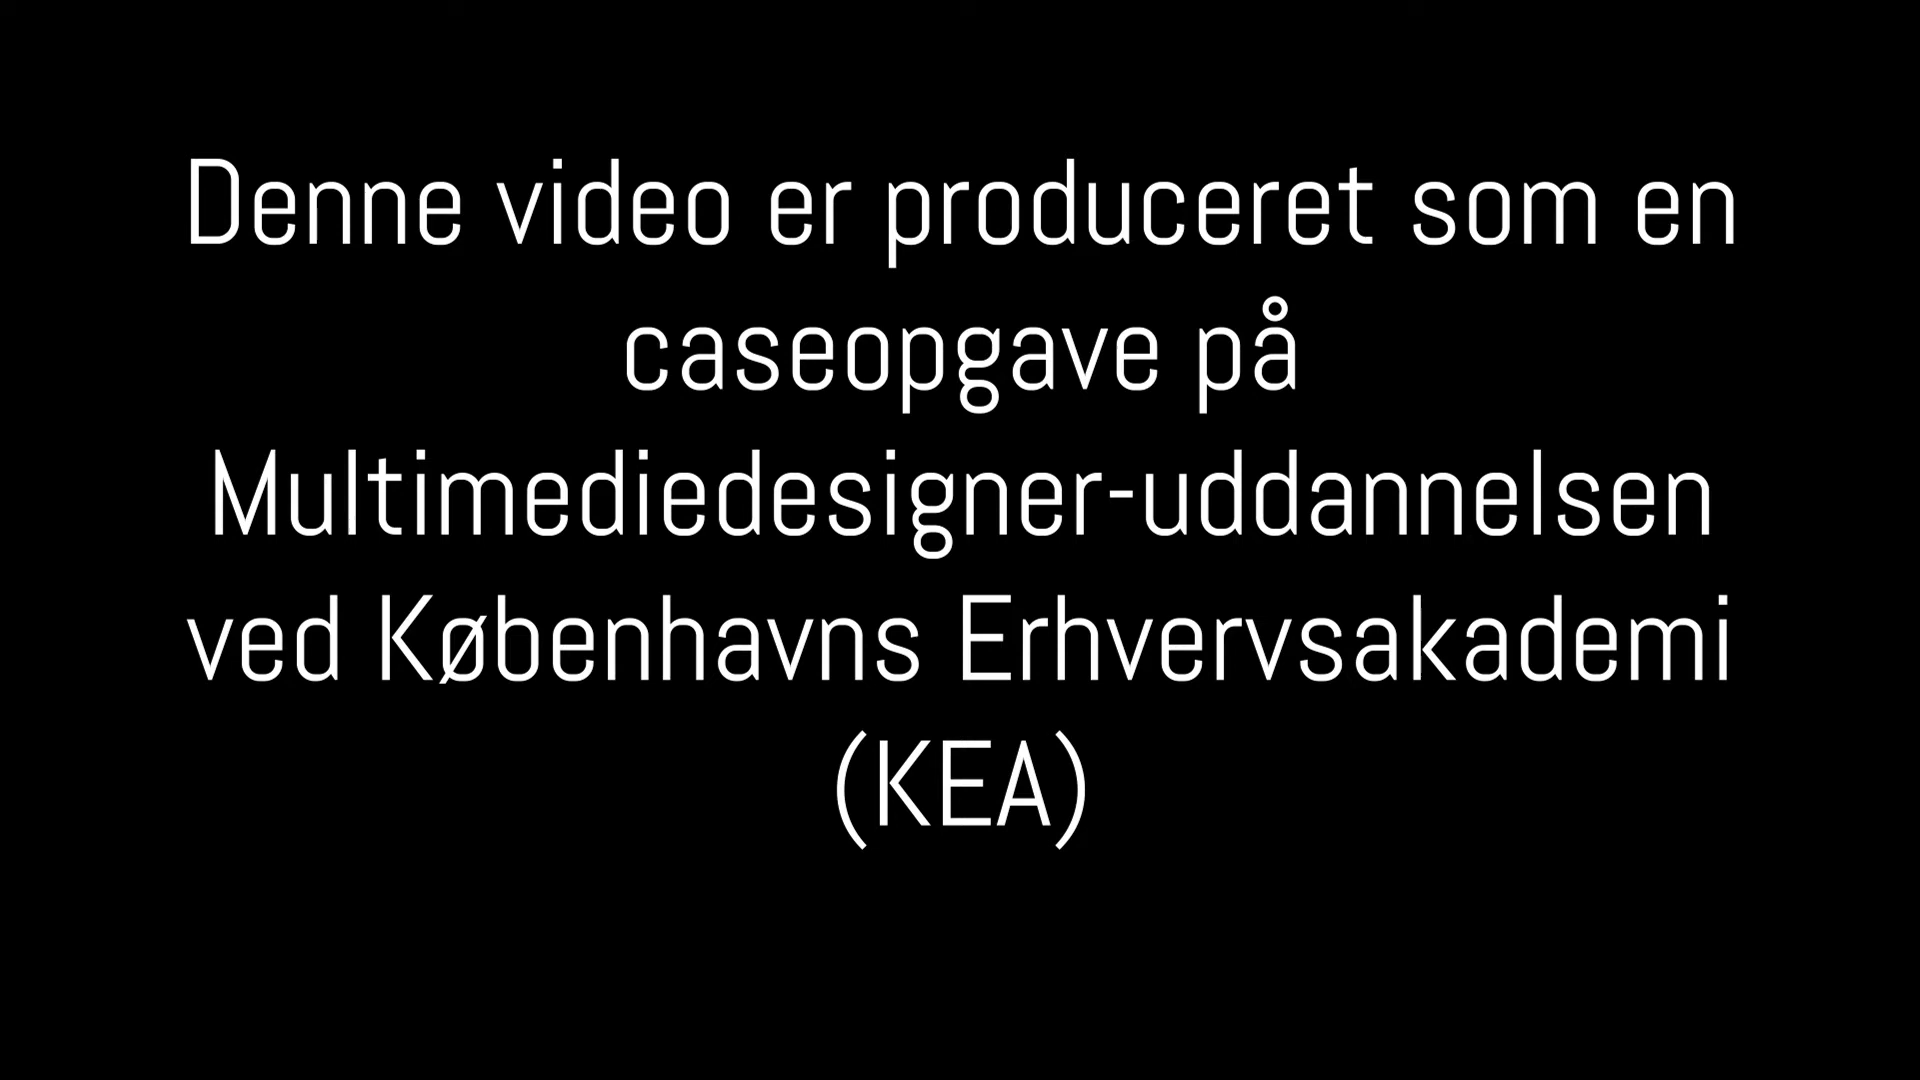 Denne video er produceret som en
caseopgave på
Multimediedesigner-uddannelsen
ved Københavns Erhvervsakademi
(KEA)